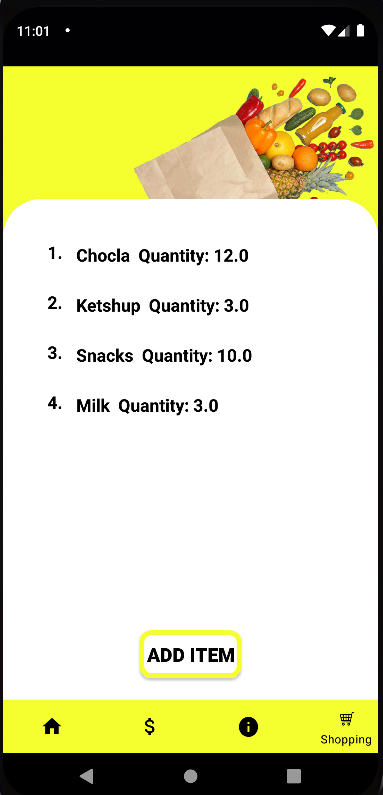 11:01
1. Chocla Quantity: 12.0
2. Ketshup Quantity: 3.0
3. Snacks Quantity: 10.0
4. Milk Quantity: 3.0
ADD ITEM
$
Shopping